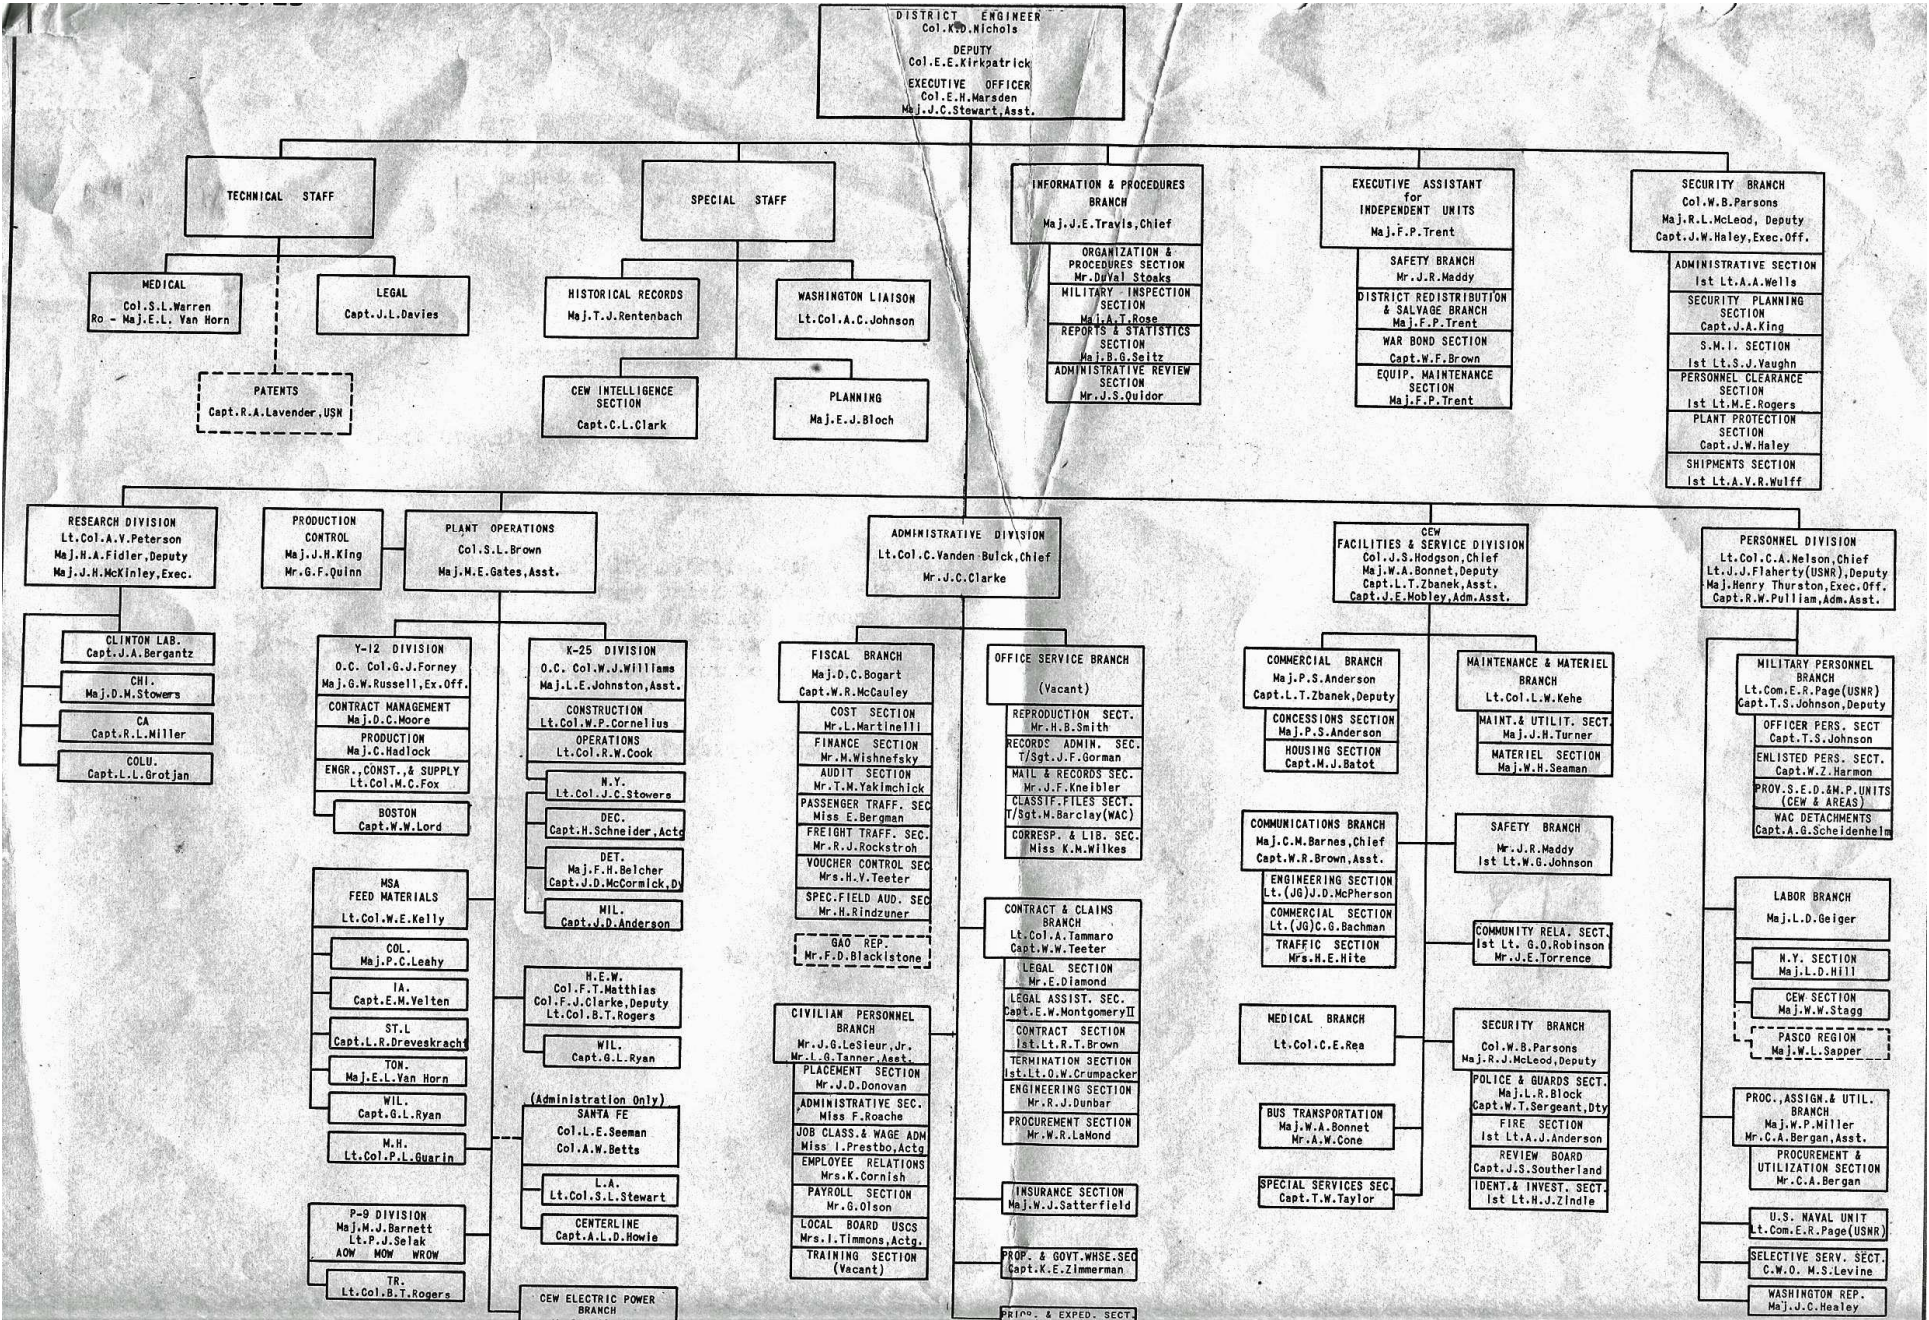 DISTRICT ENGINEER
Col.K.D.Nichols
DEPUTY
Col.E.E.Kirkpatrick
EXECUTIVE OFFICER
Col.E.H.Marsden
Maj.J.C.Stewart,Asst.
TECHNICAL STAFF
SPECIAL STAFF
INFORMATION & PROCEDURES
BRANCH
Maj.J.E.Travis,Chief
ORGANIZATION &
PROCEDURES SECTION
Mr.DuVal Stoaks
MILITARY INSPECTION
SECTION
Maj.A.T.Rose
REPORTS & STATISTICS
SECTION
Maj.B.G.Seitz
ADMINISTRATIVE REVIEW
SECTION
Mr.J.S.Quidor
EXECUTIVE ASSISTANT
for
INDEPENDENT UNITS
Maj.F.P.Trent
SAFETY BRANCH
Mr.J.R.Maddy
DISTRICT REDISTRIBUTION
& SALVAGE BRANCH
Maj.F.P.Trent
WAR BOND SECTION
Capt.W.F.Brown
EQUIP. MAINTENANCE
SECTION
Maj.F.P.Trent
SECURITY BRANCH
Col.W.B.Parsons
Maj.R.L.McLeod, Deputy
Capt.J.W.Haley,Exec.Off.
ADMINISTRATIVE SECTION
1st Lt.A.A.Wells
SECURITY PLANNING
SECTION
Capt.J.A.King
S.M.I. SECTION
1st Lt.S.J.Vaughn
PERSONNEL CLEARANCE
SECTION
1st Lt.M.E.Rogers
PLANT PROTECTION
SECTION
Capt.J.W.Haley
SHIPMENTS SECTION
1st Lt.A.V.R.Wulff
MEDICAL
Col.S.L.Warren
Ro - Maj.E.L. Van Horn
LEGAL
Capt.J.L.Davies
PATENTS
Capt.R.A.Lavender,USN
HISTORICAL RECORDS
Maj.T.J.Rentenbach
WASHINGTON LIAISON
Lt.Col.A.C.Johnson
CEW INTELLIGENCE
SECTION
Capt.C.L.Clark
PLANNING
Maj.E.J.Bloch
RESEARCH DIVISION
Lt.Col.A.V.Peterson
Maj.H.A.Fidler,Deputy
Maj.J.H.McKinley,Exec.
CLINTON LAB.
Capt.J.A.Bergantz
CHI.
Maj.D.M.Stowers
CA
Capt.R.L.Miller
COLU.
Capt.L.L.Grotjan
PRODUCTION
CONTROL
Maj.J.H.King
Mr.G.F.Quinn
PLANT OPERATIONS
Col.S.L.Brown
Maj.M.E.Gates,Asst.
Y-12 DIVISION
O.C. Col.G.J.Forney
Maj.G.W.Russell,Ex.Off.
CONTRACT MANAGEMENT
Maj.D.C.Moore
PRODUCTION
Maj.C.Hadlock
ENGR.,CONST.,& SUPPLY
Lt.Col.M.C.Fox
BOSTON
Capt.W.W.Lord
MSA
FEED MATERIALS
Lt.Col.W.E.Kelly
COL.
Maj.P.C.Leahy
IA.
Capt.E.M.Velten
ST.L
Capt.L.R.Dreveskracht
TON.
Maj.E.L.Van Horn
WIL.
Capt.G.L.Ryan
M.H.
Lt.Col.P.L.Guarin
P-9 DIVISION
Maj.M.J.Barnett
Lt.P.J.Selak
AOW MOW WROW
TR.
Lt.Col.B.T.Rogers
K-25 DIVISION
O.C. Col.W.J.Williams
Maj.L.E.Johnston,Asst.
CONSTRUCTION
Lt.Col.W.P.Cornelius
OPERATIONS
Lt.Col.R.W.Cook
N.Y.
Lt.Col.J.C.Stowers
DEC.
Capt.H.Schneider,Actg
DET.
Maj.F.H.Belcher
Capt.J.D.McCormick,Dy
MIL.
Capt.J.D.Anderson
H.E.W.
Col.F.T.Matthias
Col.F.J.Clarke,Deputy
Lt.Col.B.T.Rogers
WIL.
Capt.G.L.Ryan
(Administration Only)
SANTA FE
Col.L.E.Seeman
Col.A.W.Betts
L.A.
Lt.Col.S.L.Stewart
CENTERLINE
Capt.A.L.D.Howie
CEW ELECTRIC POWER
BRANCH
ADMINISTRATIVE DIVISION
Lt.Col.C.Vanden Bulck,Chief
Mr.J.C.Clarke
FISCAL BRANCH
Maj.D.C.Bogart
Capt.W.R.McCauley
COST SECTION
Mr.L.Martinelli
FINANCE SECTION
Mr.M.Wishnefsky
AUDIT SECTION
Mr.T.M.Yakimchick
PASSENGER TRAFF. SEC
Miss E.Bergman
FREIGHT TRAFF. SEC.
Mr.R.J.Rockstroh
VOUCHER CONTROL SEC
Mrs.H.V.Teeter
SPEC.FIELD AUD. SEC
Mr.H.Rindzuner
GAO REP.
Mr.F.D.Blackistone
CIVILIAN PERSONNEL
BRANCH
Mr.J.G.LeSieur,Jr.
Mr.L.G.Tanner,Asst.
PLACEMENT SECTION
Mr.J.D.Donovan
ADMINISTRATIVE SEC.
Miss F.Roache
JOB CLASS.& WAGE ADM
Miss I.Prestbo,Actg
EMPLOYEE RELATIONS
Mrs.K.Cornish
PAYROLL SECTION
Mr.G.Olson
LOCAL BOARD USCS
Mrs.I.Timmons,Actg.
TRAINING SECTION
(Vacant)
OFFICE SERVICE BRANCH
(Vacant)
REPRODUCTION SECT.
Mr.H.B.Smith
RECORDS ADMIN. SEC.
T/Sgt.J.F.Gorman
MAIL & RECORDS SEC.
Mr.J.F.Kneibler
CLASSIF.FILES SECT.
T/Sgt.M.Barclay(WAC)
CORRESP. & LIB. SEC.
Miss K.M.Wilkes
CONTRACT & CLAIMS
BRANCH
Lt.Col.A.Tammaro
Capt.W.W.Teeter
LEGAL SECTION
Mr.E.Diamond
LEGAL ASSIST. SEC.
Capt.E.W.MontgomeryII
CONTRACT SECTION
1st.Lt.R.T.Brown
TERMINATION SECTION
1st.Lt.O.W.Crumpacker
ENGINEERING SECTION
Mr.R.J.Dunbar
PROCUREMENT SECTION
Mr.W.R.LaMond
INSURANCE SECTION
Maj.W.J.Satterfield
PROP. & GOVT.WHSE.SEC
Capt.K.E.Zimmerman
PRIO. & EXPED. SECT.
CEW
FACILITIES & SERVICE DIVISION
Col.J.S.Hodgson,Chief
Maj.W.A.Bonnet,Deputy
Capt.L.T.Zbanek,Asst.
Capt.J.E.Mobley,Adm.Asst.
COMMERCIAL BRANCH
Maj.P.S.Anderson
Capt.L.T.Zbanek,Deputy
CONCESSIONS SECTION
Maj.P.S.Anderson
HOUSING SECTION
Capt.M.J.Batot
COMMUNICATIONS BRANCH
Maj.C.M.Barnes,Chief
Capt.W.R.Brown,Asst.
ENGINEERING SECTION
Lt.(JG)J.D.McPherson
COMMERCIAL SECTION
Lt.(JG)C.G.Bachman
TRAFFIC SECTION
Mrs.H.E.Hite
MEDICAL BRANCH
Lt.Col.C.E.Rea
BUS TRANSPORTATION
Maj.W.A.Bonnet
Mr.A.W.Cone
SPECIAL SERVICES SEC.
Capt.T.W.Taylor
MAINTENANCE & MATERIEL
BRANCH
Lt.Col.L.W.Kehe
MAINT.& UTILIT. SECT.
Maj.J.H.Turner
MATERIEL SECTION
Maj.W.H.Seaman
SAFETY BRANCH
Mr.J.R.Maddy
1st Lt.W.G.Johnson
COMMUNITY RELA. SECT.
1st Lt. G.O.Robinson
Mr.J.E.Torrence
SECURITY BRANCH
Col.W.B.Parsons
Maj.R.J.McLeod,Deputy
POLICE & GUARDS SECT.
Maj.L.R.Block
Capt.W.T.Sergeant,Dty
FIRE SECTION
1st Lt.A.J.Anderson
REVIEW BOARD
Capt.J.S.Southerland
IDENT.& INVEST. SECT.
1st Lt.H.J.Zindle
PERSONNEL DIVISION
Lt.Col.C.A.Nelson,Chief
Lt.J.J.Flaherty(USNR),Deputy
Maj.Henry Thurston,Exec.Off.
Capt.R.W.Pulliam,Adm.Asst.
MILITARY PERSONNEL
BRANCH
Lt.Com.E.R.Page(USNR)
Capt.T.S.Johnson,Deputy
OFFICER PERS. SECT
Capt.T.S.Johnson
ENLISTED PERS. SECT.
Capt.W.Z.Harmon
PROV.S.E.D.&M.P.UNITS
(CEW & AREAS)
WAC DETACHMENTS
Capt.A.G.Scheidenhelm
LABOR BRANCH
Maj.L.D.Geiger
N.Y. SECTION
Maj.L.D.Hill
CEW SECTION
Maj.W.W.Stagg
PASCO REGION
Maj.W.L.Sapper
PROC.,ASSIGN.& UTIL.
BRANCH
Maj.W.P.Miller
Mr.C.A.Bergan,Asst.
PROCUREMENT &
UTILIZATION SECTION
Mr.C.A.Bergan
U.S. NAVAL UNIT
Lt.Com.E.R.Page(USNR)
SELECTIVE SERV. SECT.
C.W.O. M.S.Levine
WASHINGTON REP.
Maj.J.C.Healey